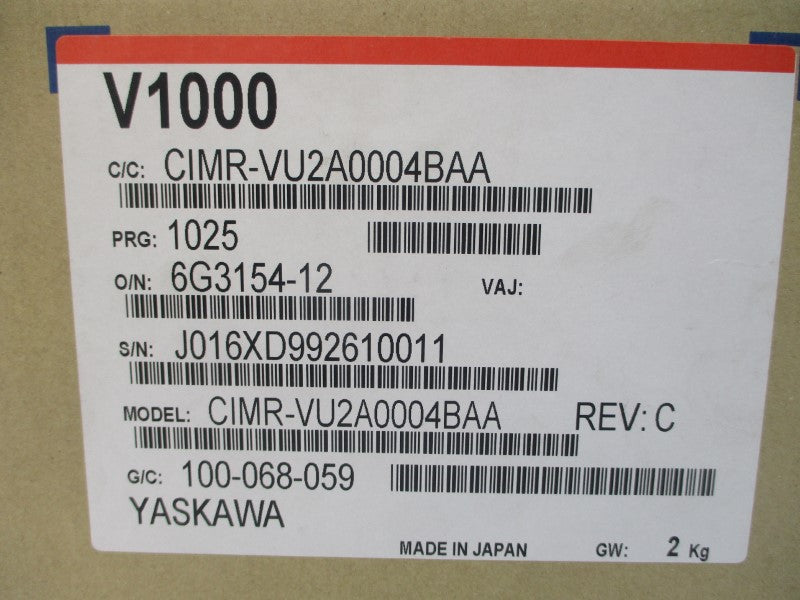 V1000
C/C: CIMR-VU2A0004BAA
PRG: 1025
O/N: 6G3154-12 VAJ:
S/N: J016XD992610011
MODEL: CIMR-VU2A0004BAA REV: C
G/C: 100-068-059
YASKAWA
MADE IN JAPAN GW: 2 Kg